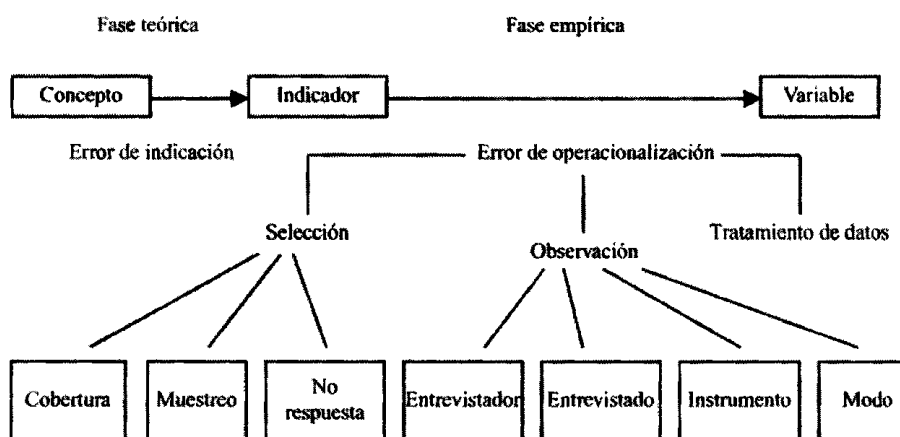 Fase teórica
Fase empírica
Concepto
Indicador
Variable
Error de indicación
Error de operacionalización
Selección
Observación
Tratamiento de datos
Cobertura
Muestreo
No
respuesta
Entrevistador
Entrevistado
Instrumento
Modo